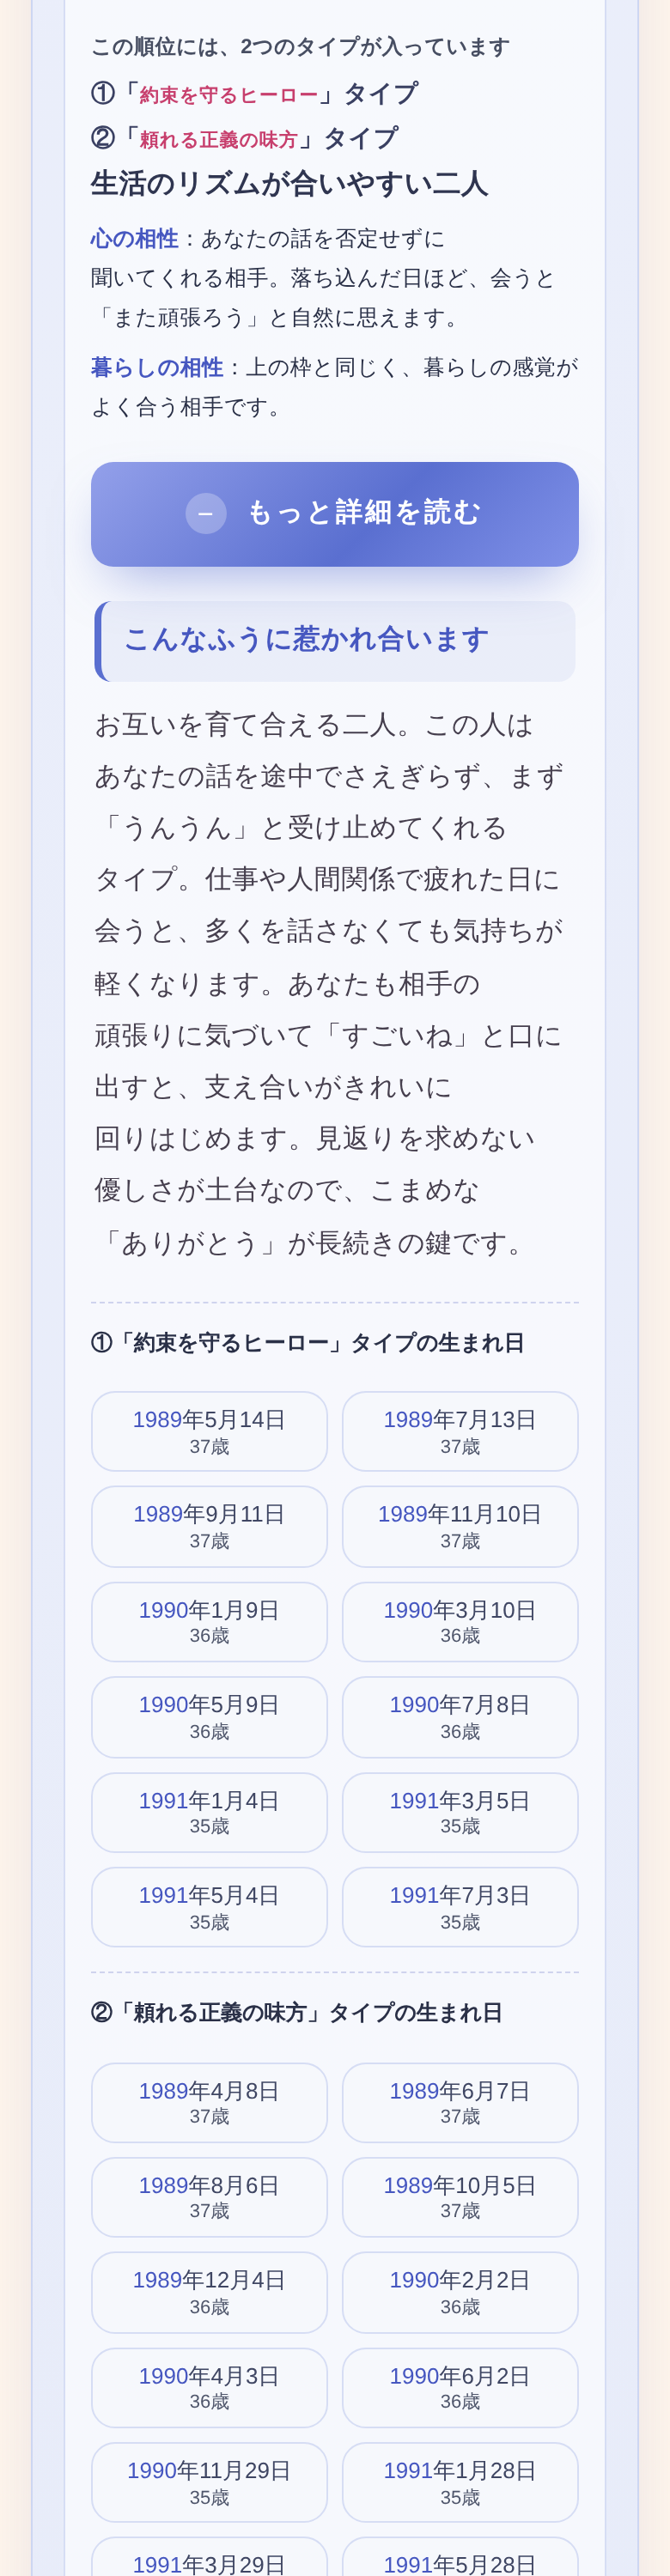 この順位には、2つのタイプが入っています
①「約束を守るヒーロー」タイプ
②「頼れる正義の味方」タイプ
生活のリズムが合いやすい二人
心の相性：あなたの話を否定せずに
聞いてくれる相手。落ち込んだ日ほど、会うと
「また頑張ろう」と自然に思えます。
暮らしの相性：上の枠と同じく、暮らしの感覚が
よく合う相手です。
− もっと詳細を読む
こんなふうに惹かれ合います
お互いを育て合える二人。この人は
あなたの話を途中でさえぎらず、まず
「うんうん」と受け止めてくれる
タイプ。仕事や人間関係で疲れた日に
会うと、多くを話さなくても気持ちが
軽くなります。あなたも相手の
頑張りに気づいて「すごいね」と口に
出すと、支え合いがきれいに
回りはじめます。見返りを求めない
優しさが土台なので、こまめな
「ありがとう」が長続きの鍵です。
①「約束を守るヒーロー」タイプの生まれ日
1989年5月14日
37歳
1989年7月13日
37歳
1989年9月11日
37歳
1989年11月10日
37歳
1990年1月9日
36歳
1990年3月10日
36歳
1990年5月9日
36歳
1990年7月8日
36歳
1991年1月4日
35歳
1991年3月5日
35歳
1991年5月4日
35歳
1991年7月3日
35歳
②「頼れる正義の味方」タイプの生まれ日
1989年4月8日
37歳
1989年6月7日
37歳
1989年8月6日
37歳
1989年10月5日
37歳
1989年12月4日
36歳
1990年2月2日
36歳
1990年4月3日
36歳
1990年6月2日
36歳
1990年11月29日
35歳
1991年1月28日
35歳
1991年3月29日
1991年5月28日